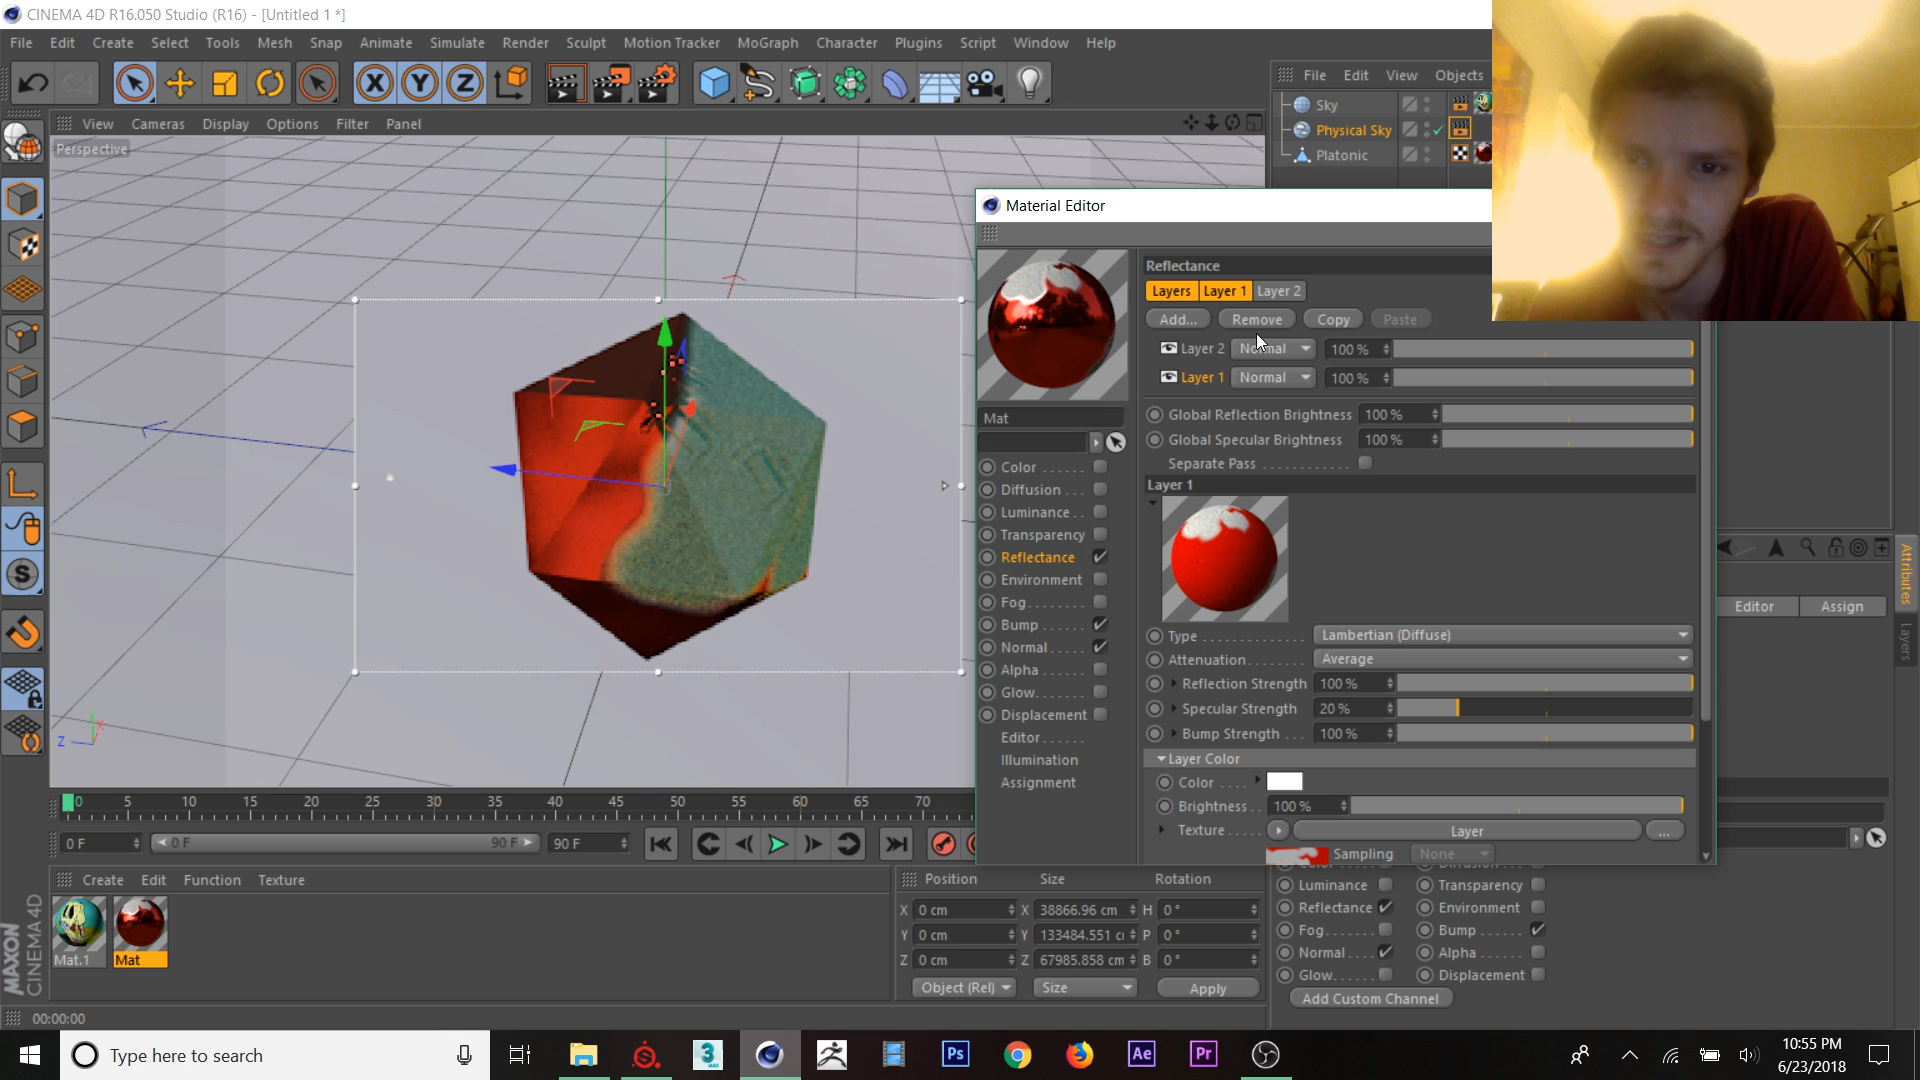 CINEMA 4D R16.050 Studio (R16) - [Untitled 1 *]
File Edit Create Select Tools Mesh Snap Animate Simulate Render Sculpt Motion Tracker MoGraph Character Plugins Script Window Help
File Edit View Objects
Sky
Physical Sky
Platonic
View Cameras Display Options Filter Panel
Perspective
Material Editor
Reflectance
Layers Layer 1 Layer 2
Add... Remove Copy Paste
Layer 2 Normal 100 %
Layer 1 Normal 100 %
Global Reflection Brightness 100 %
Global Specular Brightness 100 %
Separate Pass
Layer 1
Mat
Color
Diffusion
Luminance
Transparency
Reflectance
Environment
Fog
Bump
Normal
Alpha
Glow
Displacement
Editor
Illumination
Assignment
Type Lambertian (Diffuse)
Attenuation Average
Reflection Strength 100 %
Specular Strength 20 %
Bump Strength 100 %
Layer Color
Color
Brightness 100 %
Texture Layer ...
Sampling None
Attributes
Layers
Editor Assign
X Y Z
S
Z X
0 5 10 15 20 25 30 35 40 45 50 55 60 65 70
0 F 0 F 90 F 90 F
Create Edit Function Texture
Mat.1 Mat
MAXON
CINEMA 4D
Position Size Rotation
X 0 cm X 38866.96 cm H 0 °
Y 0 cm Y 133484.551 c P 0 °
Z 0 cm Z 67985.858 cm B 0 °
Object (Rel) Size Apply
Luminance Transparency
Reflectance Environment
Fog Bump
Normal Alpha
Glow Displacement
Add Custom Channel
00:00:00
Type here to search
3 MAX
Ps
Ae
Pr
10:55 PM
6/23/2018